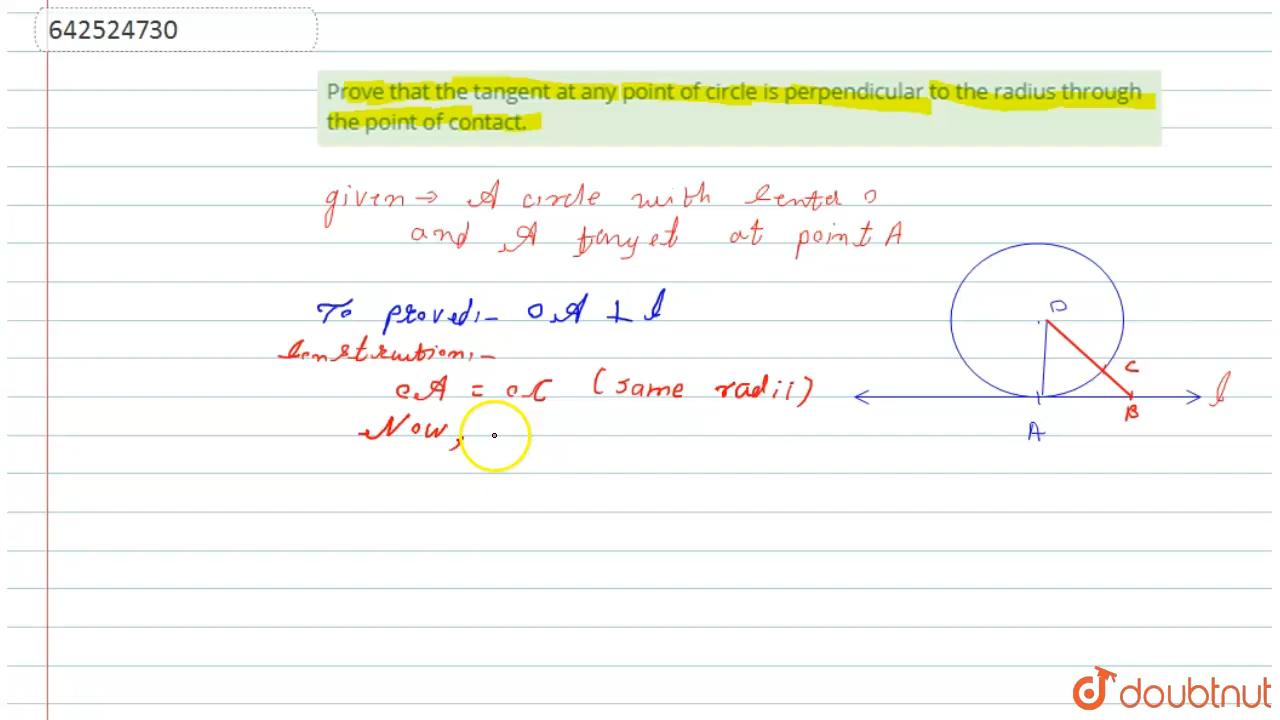 642524730
Prove that the tangent at any point of circle is perpendicular to the radius through
the point of contact.
given → A circle with center O
and A tanget at point A
To proved:- OA ⊥ l
Construction:-
OA = OC (same radii)
Now,
O
C
B
l
A
doubtnut